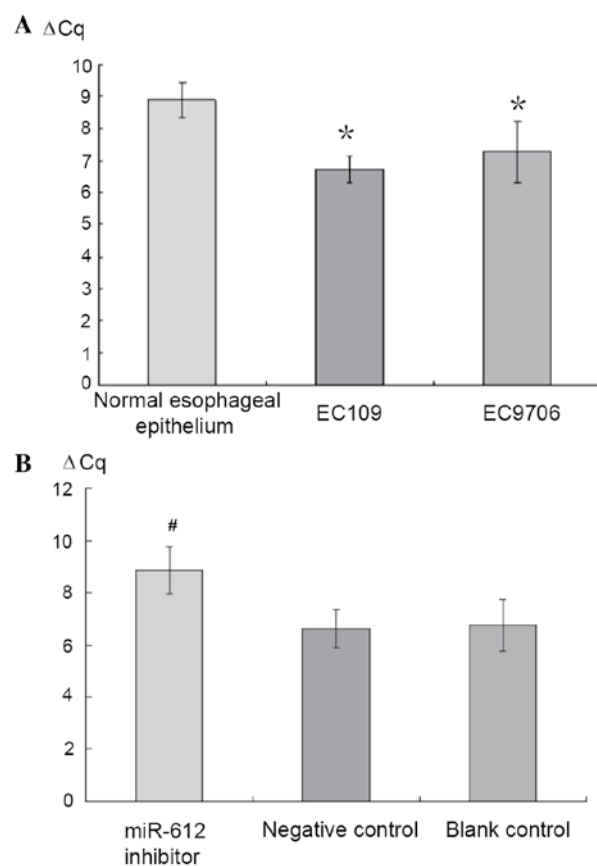 A ΔCq
10
9
8
7
6
5
4
3
2
1
0
*
*
Normal esophageal
epithelium
EC109
EC9706
B ΔCq
12
10
8
6
4
2
0
#
miR-612
inhibitor
Negative control
Blank control